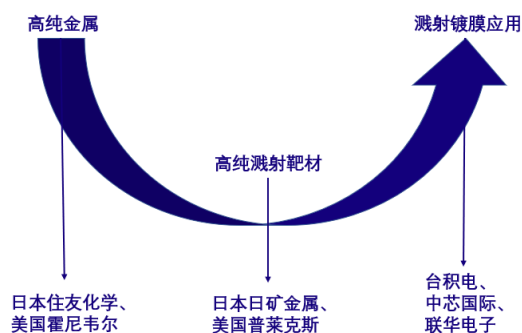 高纯金属
溅射镀膜应用
高纯溅射靶材
日本住友化学、
美国霍尼韦尔
日本日矿金属、
美国普莱克斯
台积电、
中芯国际、
联华电子